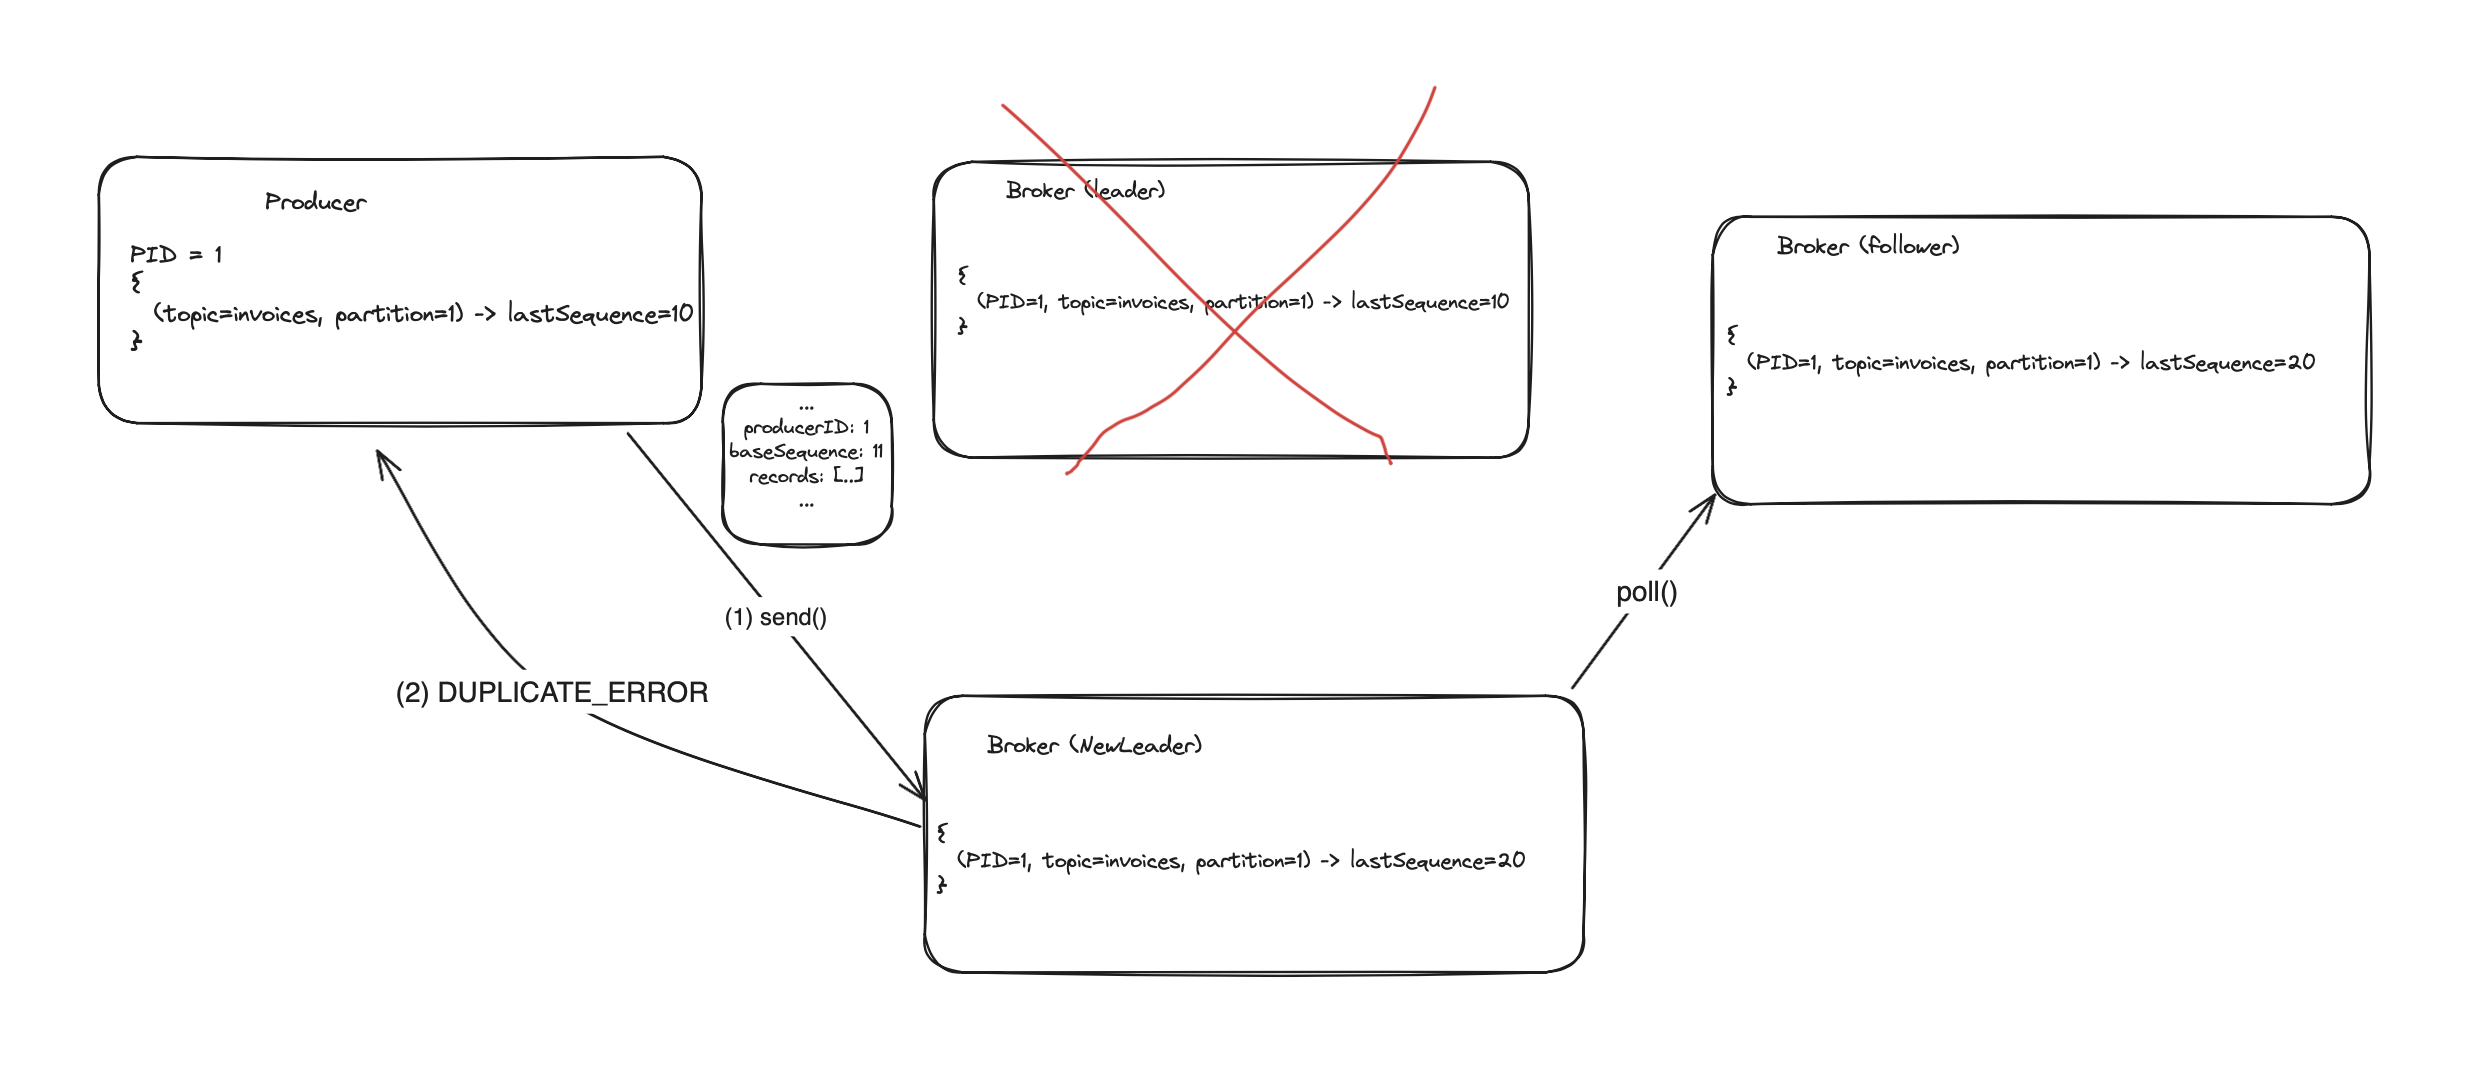 Producer
PID = 1
{
(topic=invoices, partition=1) -> lastSequence=10
}
...
producerID: 1
baseSequence: 11
records: [...]
...
Broker (leader)
{
(PID=1, topic=invoices, partition=1) -> lastSequence=10
}
Broker (follower)
{
(PID=1, topic=invoices, partition=1) -> lastSequence=20
}
(1) send()
poll()
(2) DUPLICATE_ERROR
Broker (NewLeader)
{
(PID=1, topic=invoices, partition=1) -> lastSequence=20
}